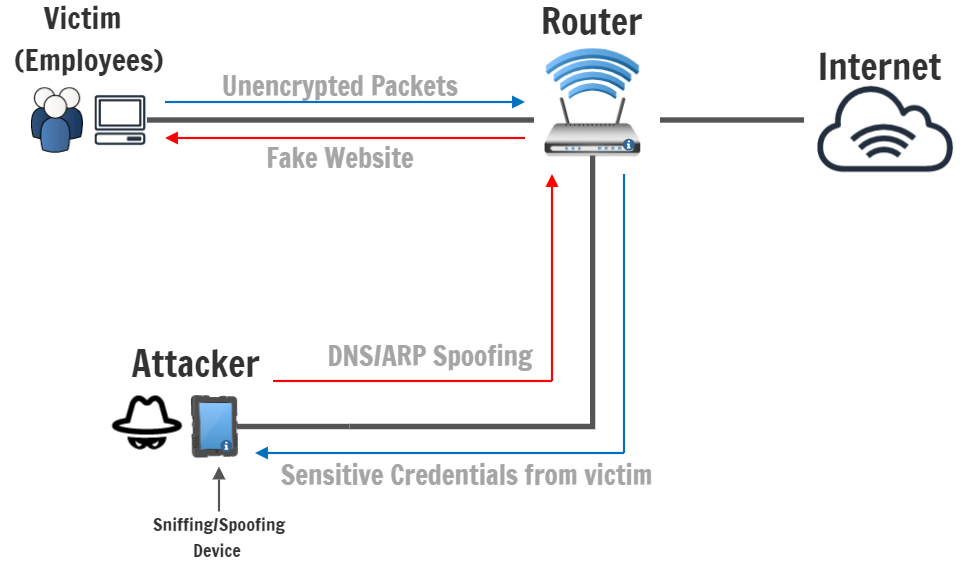 Victim
(Employees)
Router
Internet
Unencrypted Packets
Fake Website
DNS/ARP Spoofing
Attacker
Sensitive Credentials from victim
Sniffing/Spoofing
Device